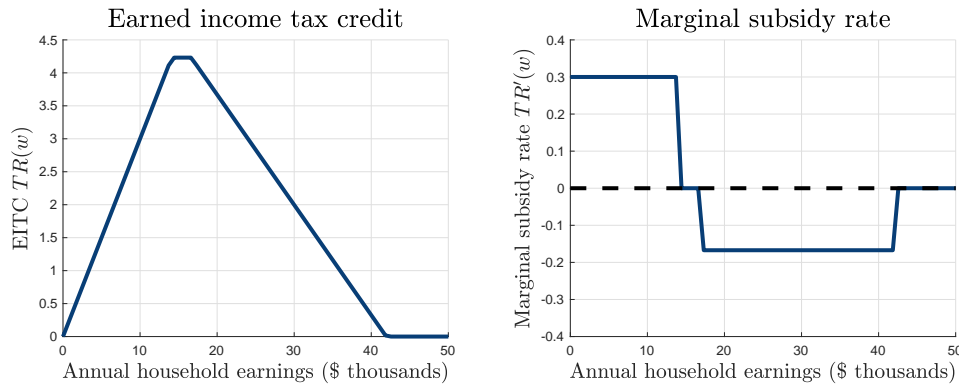 Earned income tax credit
4.5
4
3.5
3
2.5
2
1.5
1
0.5
0
EITC TR(w)
0 10 20 30 40 50
Annual household earnings ($ thousands)
Marginal subsidy rate
0.4
0.3
0.2
0.1
0
-0.1
-0.2
-0.3
-0.4
Marginal subsidy rate TR'(w)
0 10 20 30 40 50
Annual household earnings ($ thousands)